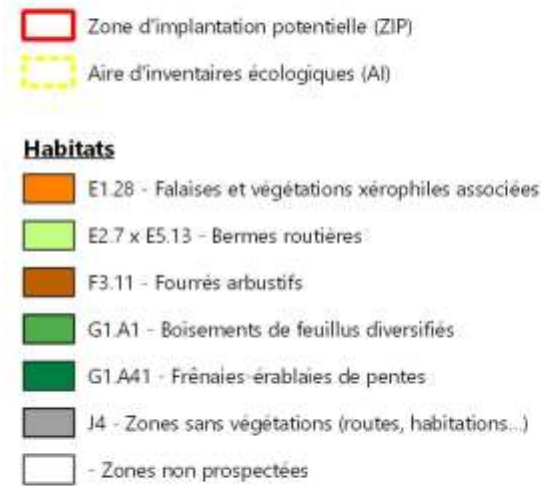 Zone d'implantation potentielle (ZIP)
Aire d'inventaires écologiques (AI)
Habitats
E1.28 - Falaises et végétations xérophiles associées
E2.7 x E5.13 - Bermes routières
F3.11 - Fourrés arbustifs
G1.A1 - Boisements de feuillus diversifiés
G1.A41 - Frênaies-érablaies de pentes
J4 - Zones sans végétations (routes, habitations...)
- Zones non prospectées